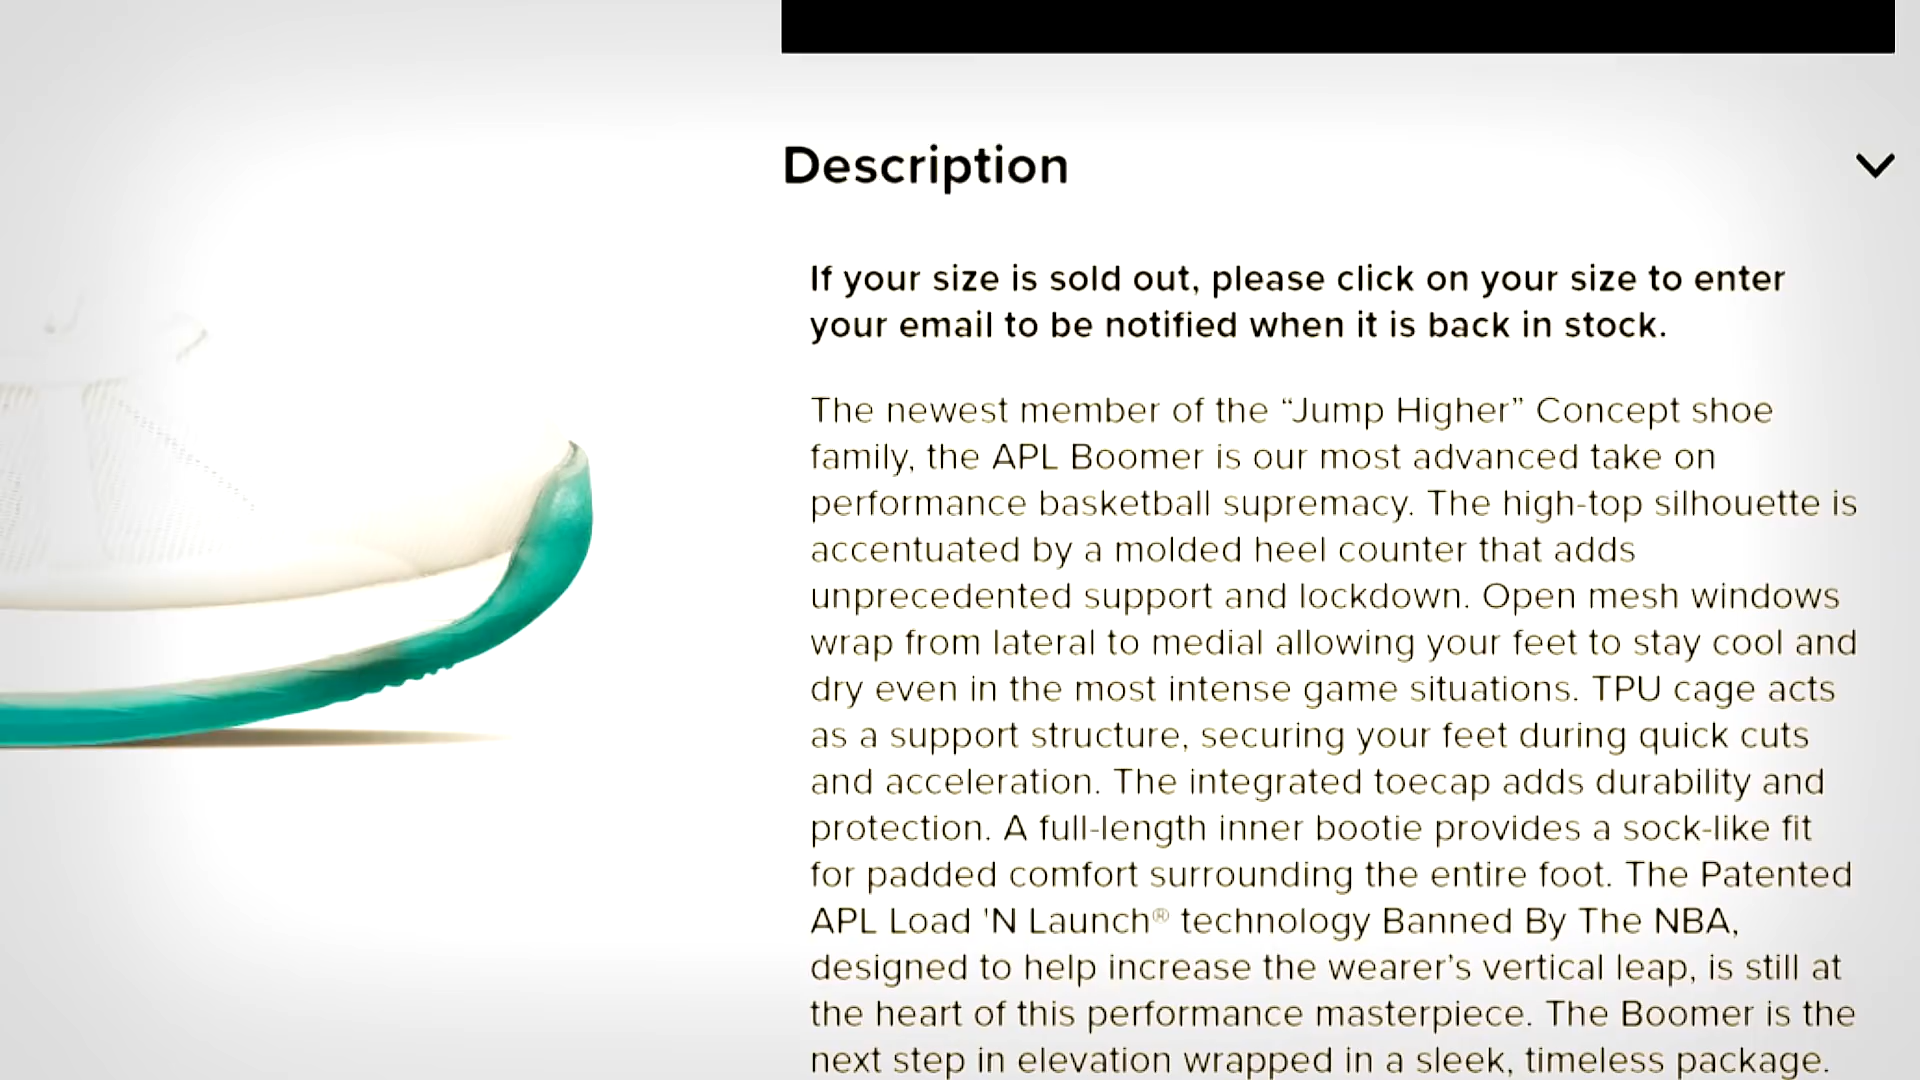 Description
If your size is sold out, please click on your size to enter
your email to be notified when it is back in stock.
The newest member of the “Jump Higher” Concept shoe
family, the APL Boomer is our most advanced take on
performance basketball supremacy. The high-top silhouette is
accentuated by a molded heel counter that adds
unprecedented support and lockdown. Open mesh windows
wrap from lateral to medial allowing your feet to stay cool and
dry even in the most intense game situations. TPU cage acts
as a support structure, securing your feet during quick cuts
and acceleration. The integrated toecap adds durability and
protection. A full-length inner bootie provides a sock-like fit
for padded comfort surrounding the entire foot. The Patented
APL Load 'N Launch® technology Banned By The NBA,
designed to help increase the wearer’s vertical leap, is still at
the heart of this performance masterpiece. The Boomer is the
next step in elevation wrapped in a sleek, timeless package.